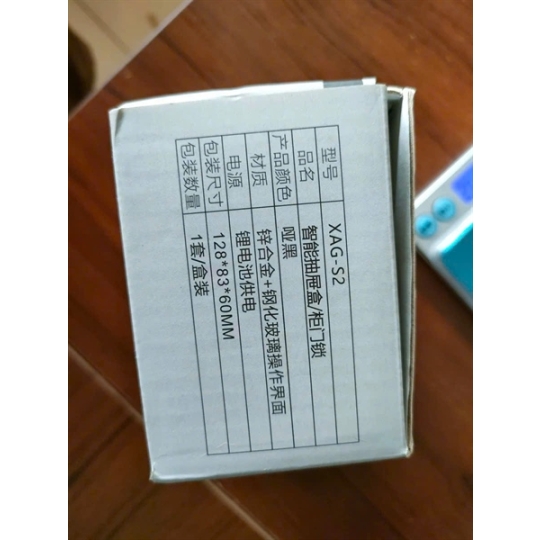 型号 XAG-S2
品名 智能抽屉盒/柜门锁
产品颜色 哑黑
材质 锌合金+钢化玻璃操作界面
电源 锂电池供电
包装尺寸 128*83*60MM
包装数量 1套/盒装